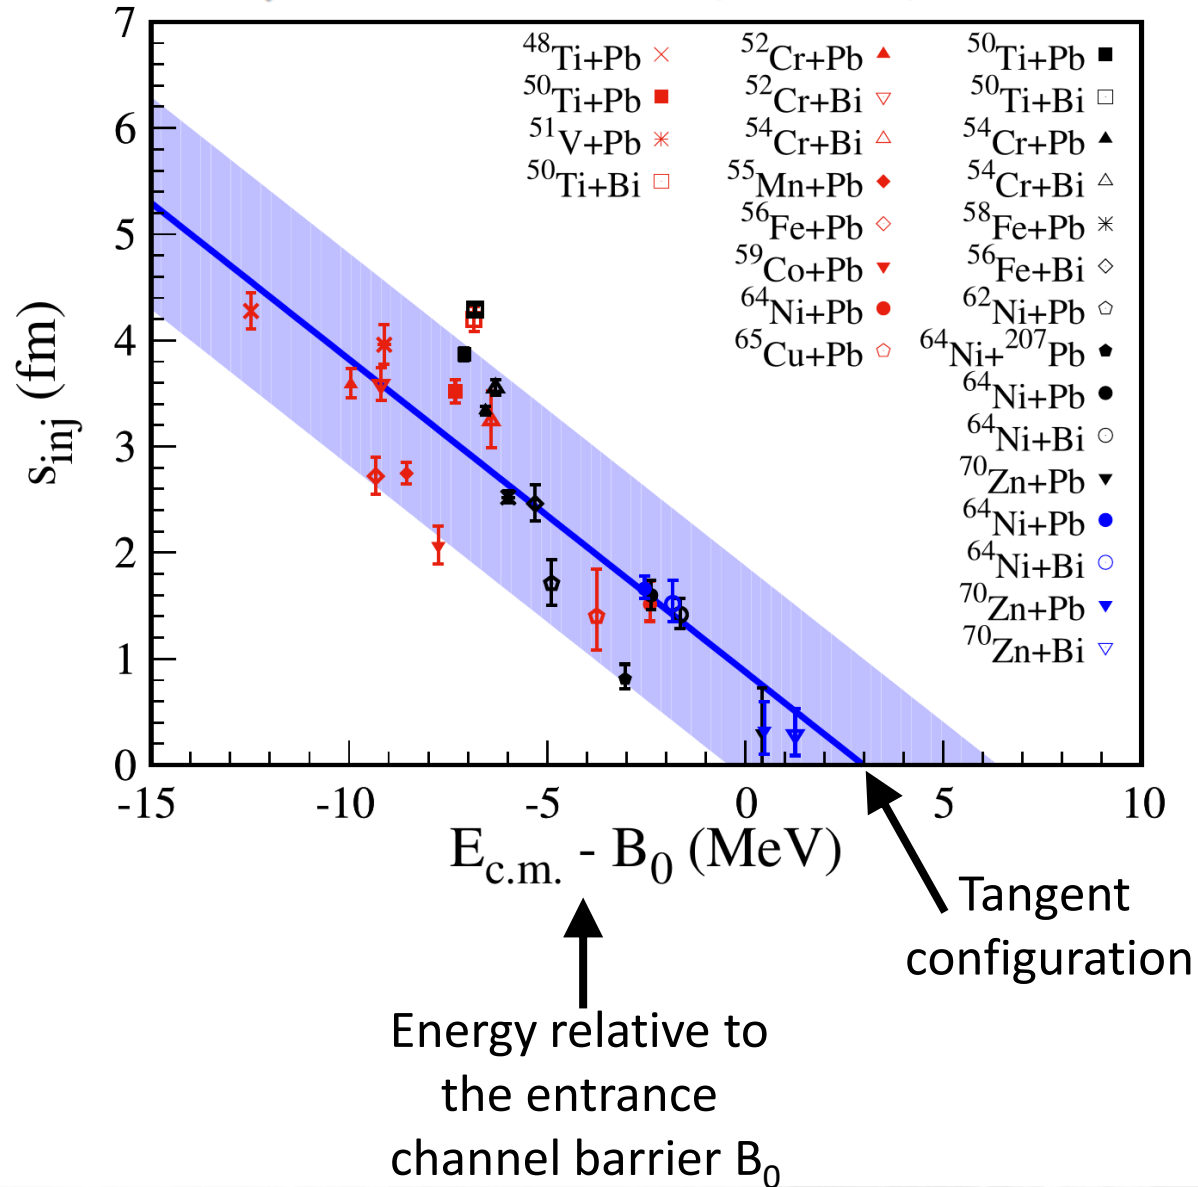 7
6
5
4
3
2
1
0
s_inj (fm)
⁴⁸Ti+Pb
⁵⁰Ti+Pb
⁵¹V+Pb
⁵⁰Ti+Bi
⁵²Cr+Pb
⁵²Cr+Bi
⁵⁴Cr+Bi
⁵⁵Mn+Pb
⁵⁶Fe+Pb
⁵⁹Co+Pb
⁶⁴Ni+Pb
⁶⁵Cu+Pb
⁵⁰Ti+Pb
⁵⁰Ti+Bi
⁵⁴Cr+Pb
⁵⁴Cr+Bi
⁵⁸Fe+Pb
⁵⁶Fe+Bi
⁶²Ni+Pb
⁶⁴Ni+²⁰⁷Pb
⁶⁴Ni+Pb
⁶⁴Ni+Bi
⁷⁰Zn+Pb
⁶⁴Ni+Pb
⁶⁴Ni+Bi
⁷⁰Zn+Pb
⁷⁰Zn+Bi
-15 -10 -5 0 5 10
E_c.m. - B₀ (MeV)
Tangent
configuration
Energy relative to
the entrance
channel barrier B₀